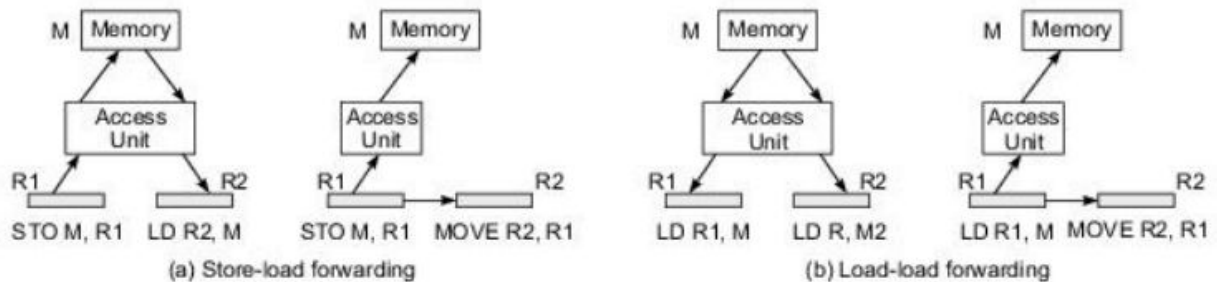 M Memory
Access Unit
R1 R2
STO M, R1 LD R2, M
M Memory
Access Unit
R1 R2
STO M, R1 MOVE R2, R1
(a) Store-load forwarding
M Memory
Access Unit
R1 R2
LD R1, M LD R, M2
M Memory
Access Unit
R1 R2
LD R1, M MOVE R2, R1
(b) Load-load forwarding